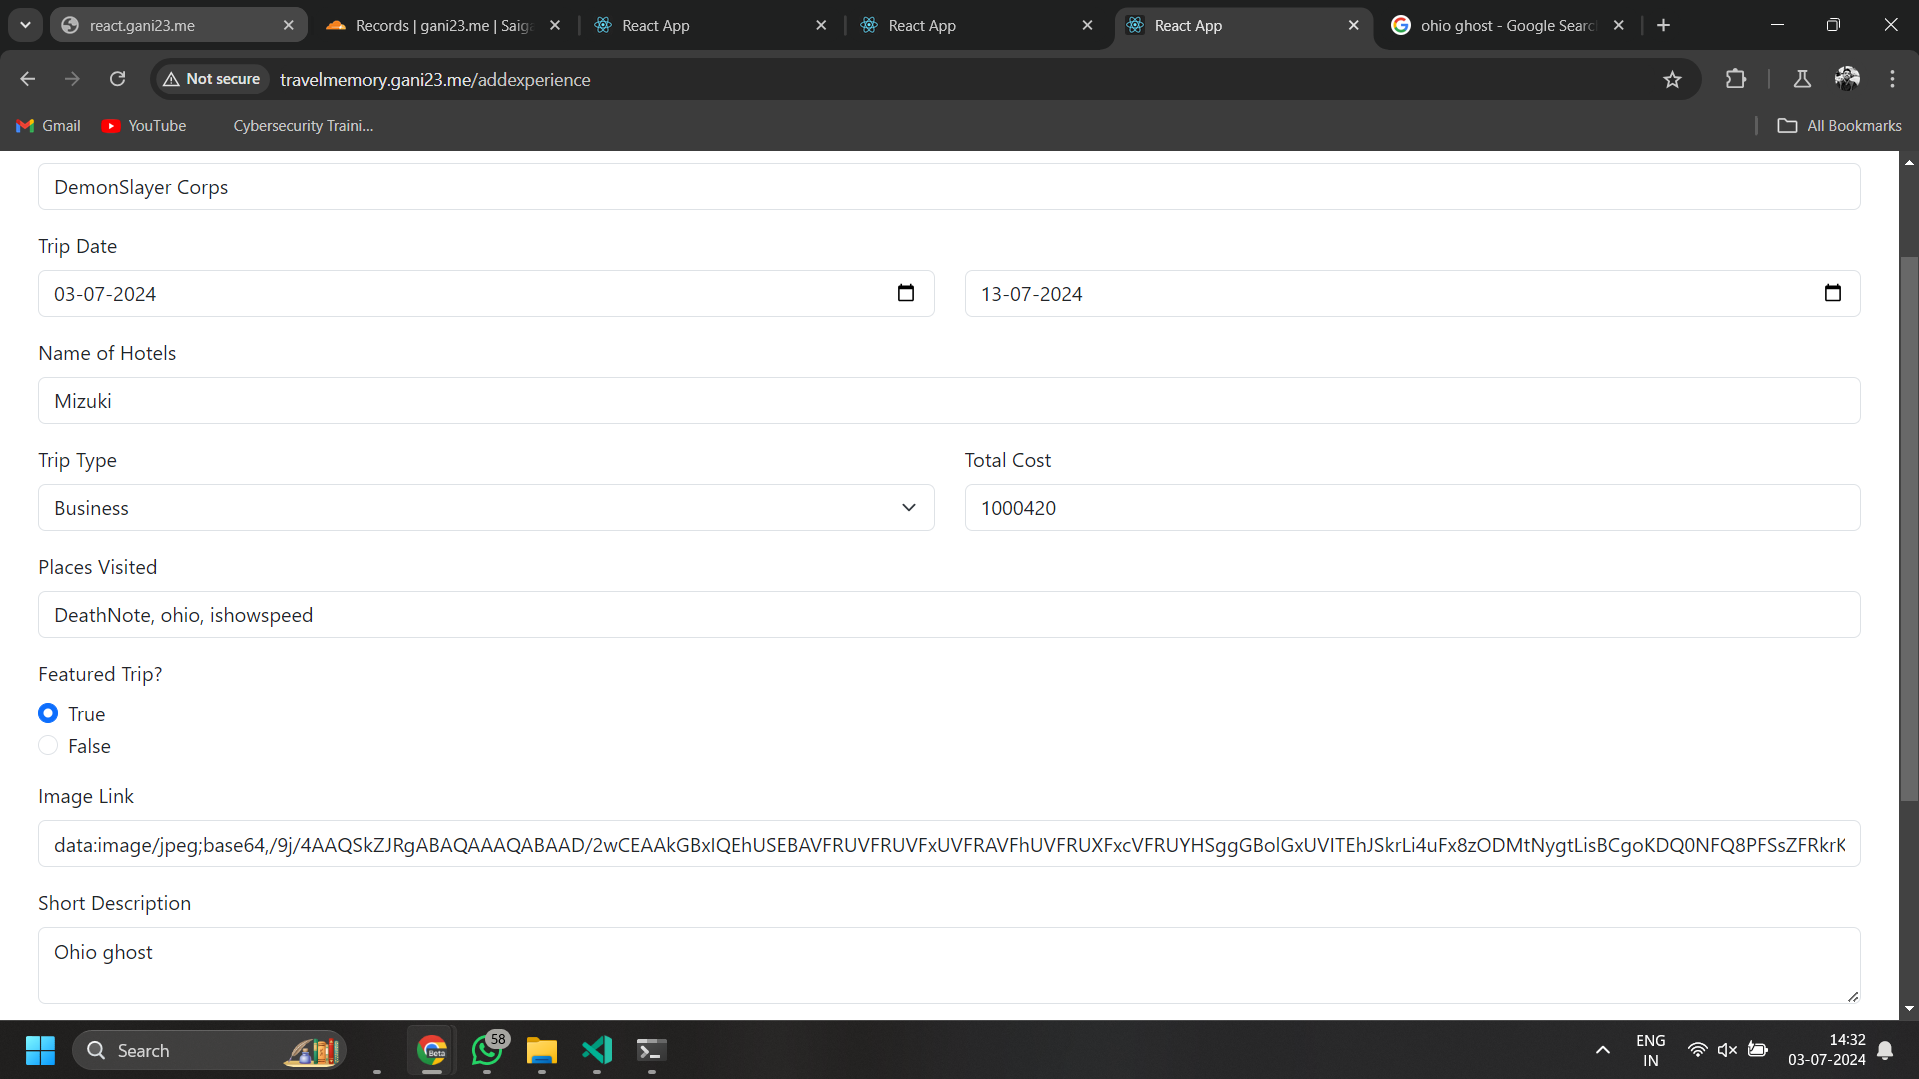 react.gani23.me
Records | gani23.me | Saiga
React App
React App
React App
ohio ghost - Google Searc
Not secure
travelmemory.gani23.me/addexperience
Gmail
YouTube
Cybersecurity Traini...
All Bookmarks
DemonSlayer Corps
Trip Date
03-07-2024
13-07-2024
Name of Hotels
Mizuki
Trip Type
Total Cost
Business
1000420
Places Visited
DeathNote, ohio, ishowspeed
Featured Trip?
True
False
Image Link
data:image/jpeg;base64,/9j/4AAQSkZJRgABAQAAAQABAAD/2wCEAAkGBxIQEhUSEBAVFRUVFRUVFxUVFRAVFhUVFRUXFxcVFRUYHSggGBolGxUVITEhJSkrLi4uFx8zODMtNygtLisBCgoKDQ0NFQ8PFSsZFRkrK
Short Description
Ohio ghost
Search
Beta
58
ENG
IN
14:32
03-07-2024